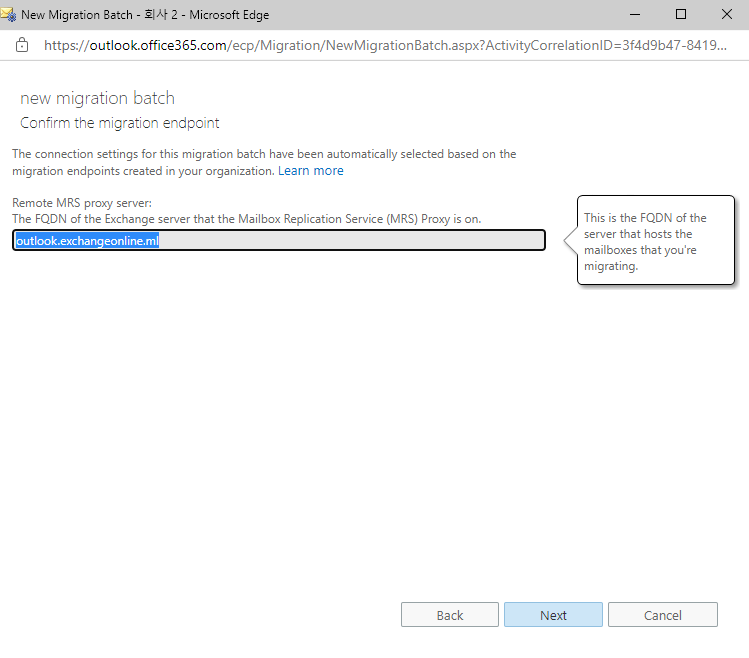 New Migration Batch - 회사 2 - Microsoft Edge
https://outlook.office365.com/ecp/Migration/NewMigrationBatch.aspx?ActivityCorrelationID=3f4d9b47-8419...
new migration batch
Confirm the migration endpoint
The connection settings for this migration batch have been automatically selected based on the
migration endpoints created in your organization. Learn more
Remote MRS proxy server:
The FQDN of the Exchange server that the Mailbox Replication Service (MRS) Proxy is on.
outlook.exchangeonline.ml
This is the FQDN of the
server that hosts the
mailboxes that you're
migrating.
Back
Next
Cancel